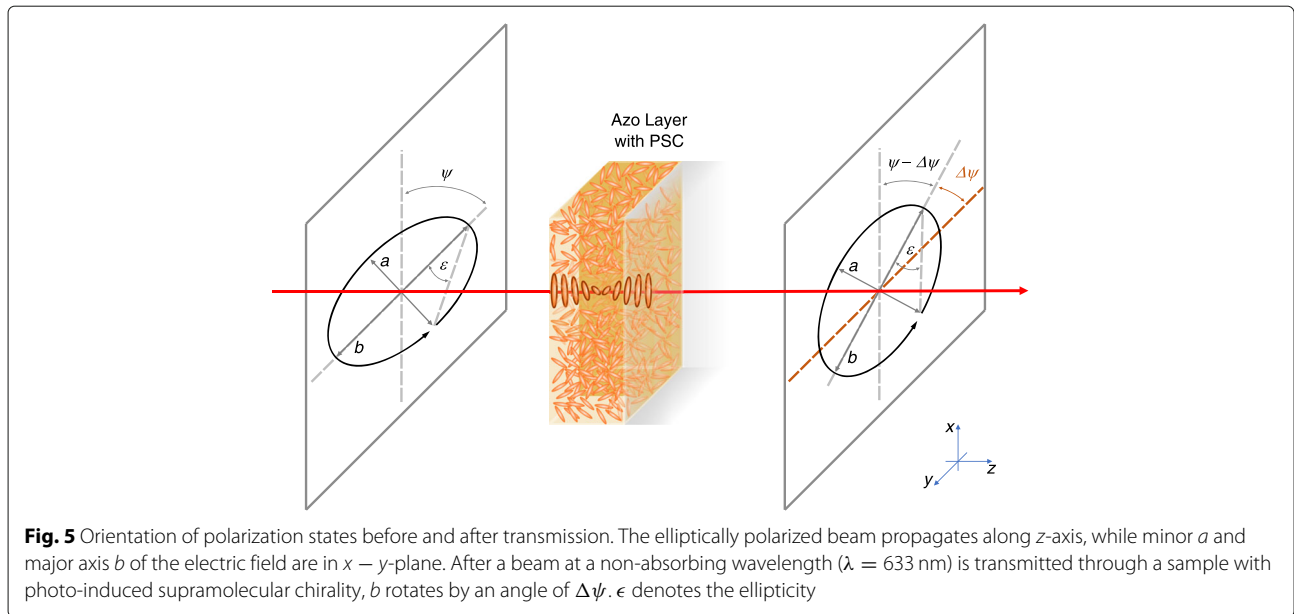 Azo Layer
with PSC
ψ
a
ε
b
ψ – Δψ
Δψ
a
ε
b
x
y
z
Fig. 5 Orientation of polarization states before and after transmission. The elliptically polarized beam propagates along z-axis, while minor a and
major axis b of the electric field are in x − y-plane. After a beam at a non-absorbing wavelength (λ = 633 nm) is transmitted through a sample with
photo-induced supramolecular chirality, b rotates by an angle of Δψ. ϵ denotes the ellipticity